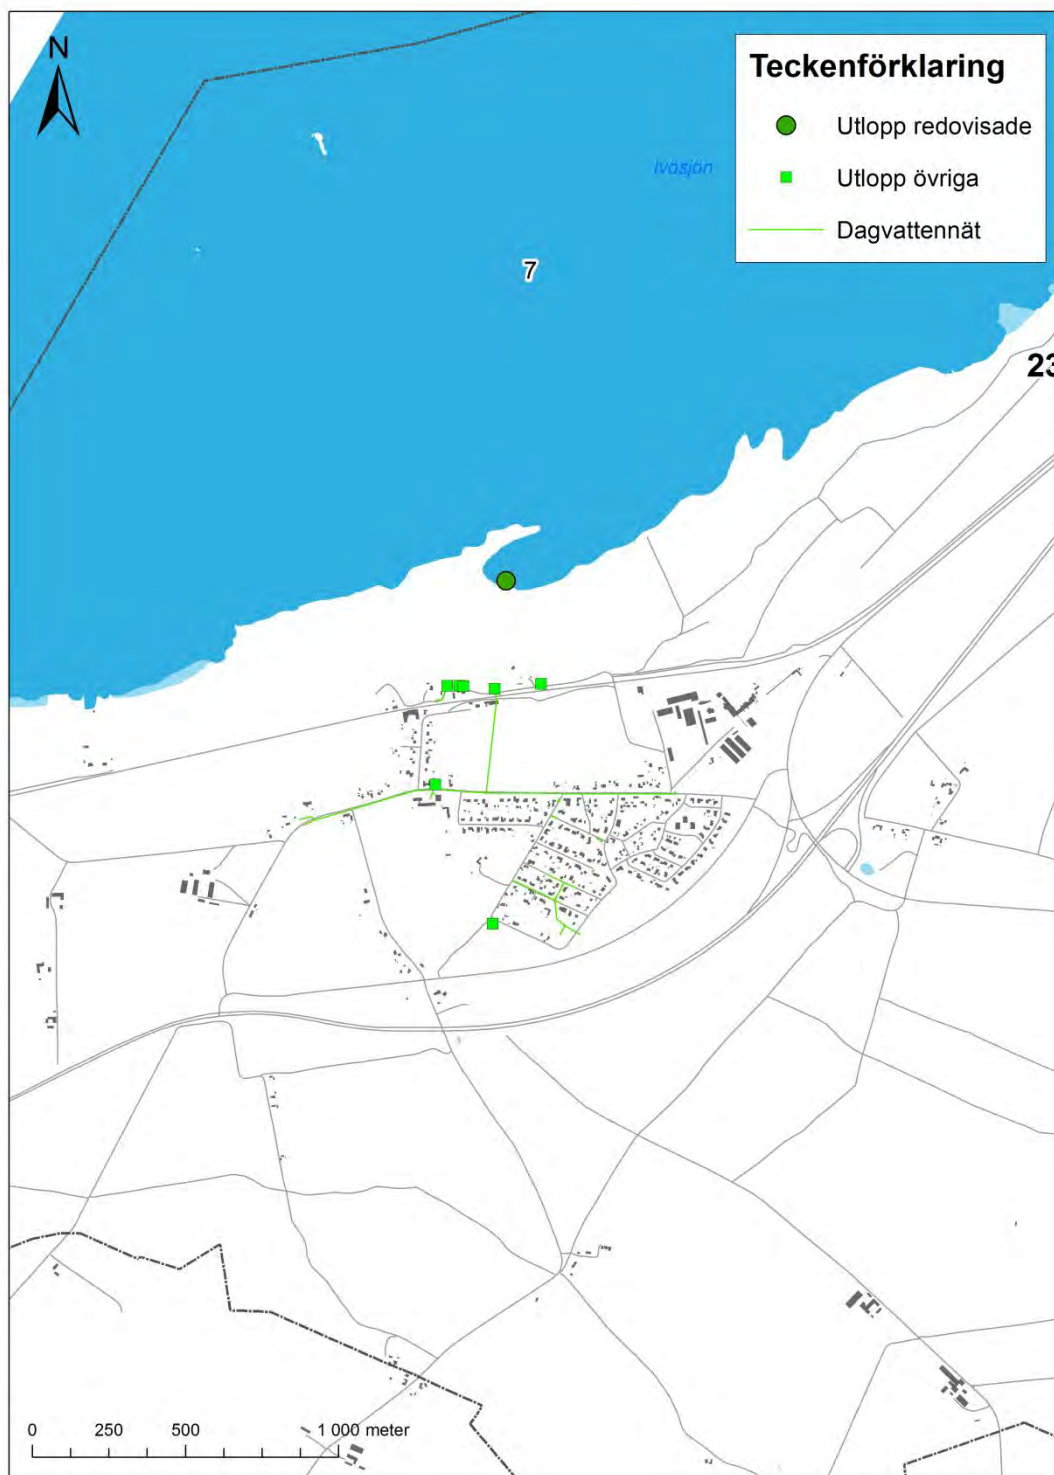 N
Teckenförklaring
Utlopp redovisade
Utlopp övriga
Dagvattennät
Ivösjön
7
23
0 250 500 1 000 meter